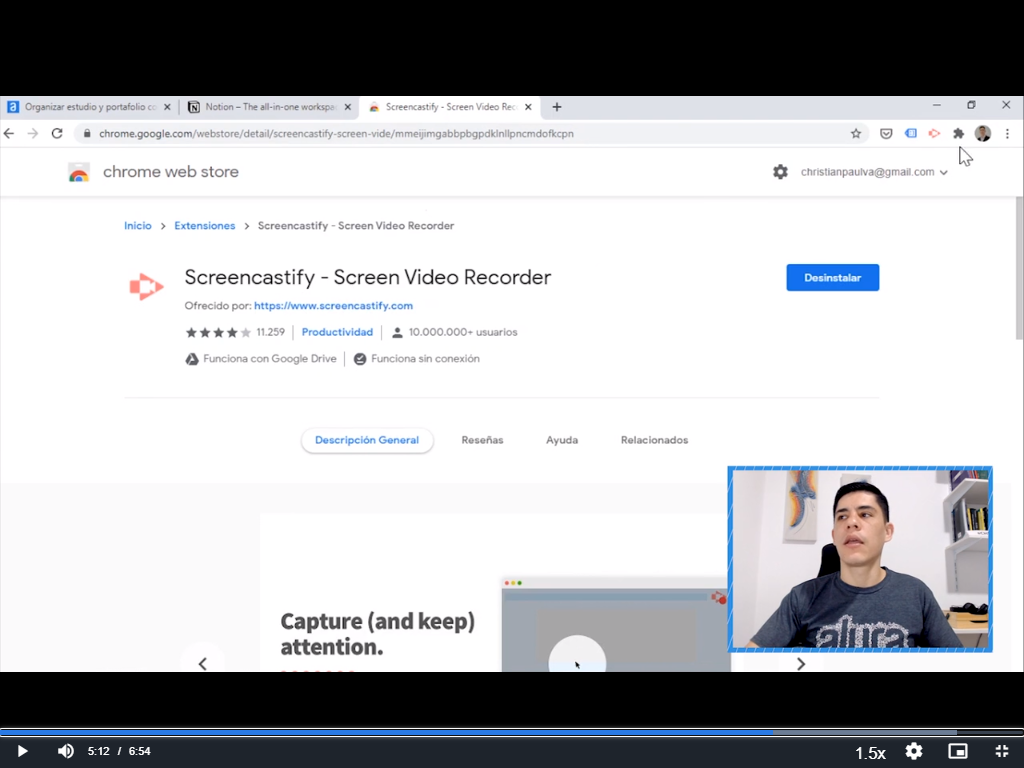 Organizar estudio y portafolio co
Notion – The all-in-one workspa
Screencastify - Screen Video Rec
chrome.google.com/webstore/detail/screencastify-screen-vide/mmeijimgabbpbgpdklnllpncmdofkcpn
chrome web store
christianpaulva@gmail.com
Inicio > Extensiones > Screencastify - Screen Video Recorder
Screencastify - Screen Video Recorder
Desinstalar
Ofrecido por: https://www.screencastify.com
11.259 | Productividad | 10.000.000+ usuarios
Funciona con Google Drive | Funciona sin conexión
Descripción General
Reseñas
Ayuda
Relacionados
Capture (and keep)
attention.
alura
5:12 / 6:54
1.5x